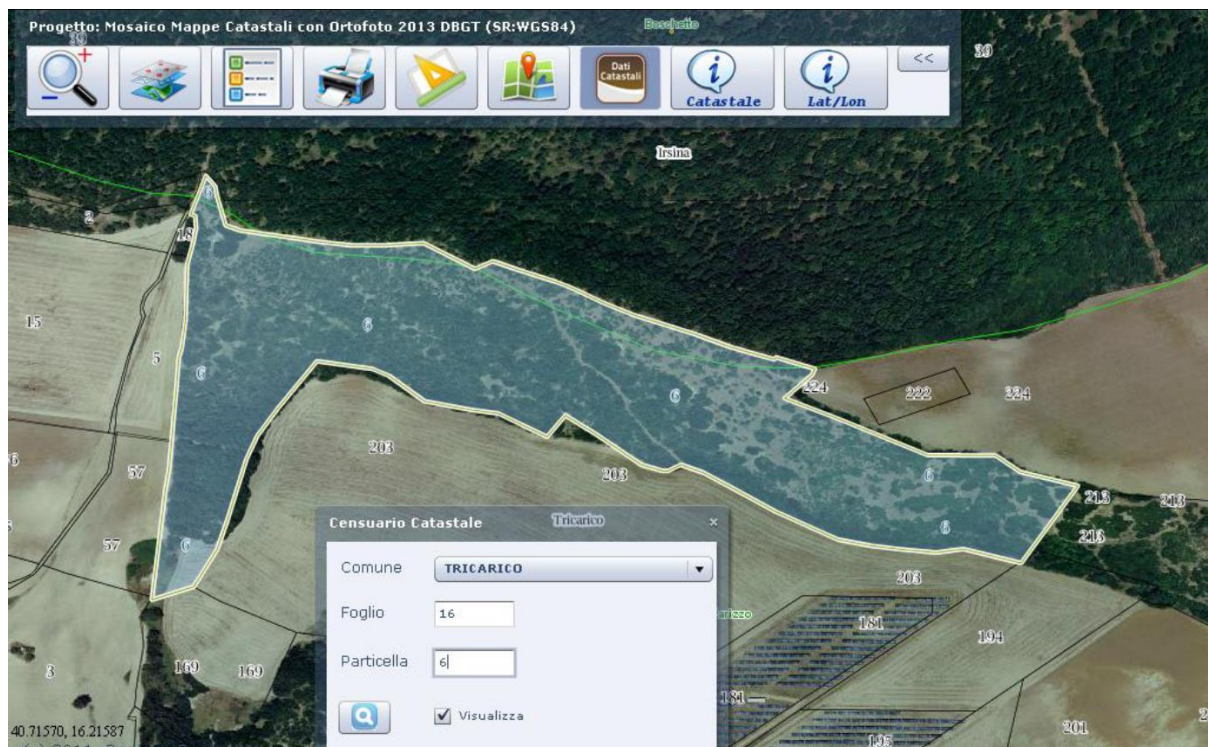 Progetto: Mosaico Mappe Catastali con Ortofoto 2013 DBGT (SR:WGS84)
Boschetto
39
39
Dati
Catastali
<<
Catastale
Lat/Lon
Irsina
6
2
18
15
6
5
6
6
224
222
224
203
203
57
6
6
213
213
213
57
6
6
203
Censuario Catastale
Tricarico
×
Comune
TRICARICO
Foglio
16
Particella
6
Visualizza
181
194
3
169
169
181
201
195
40.71570, 16.21587